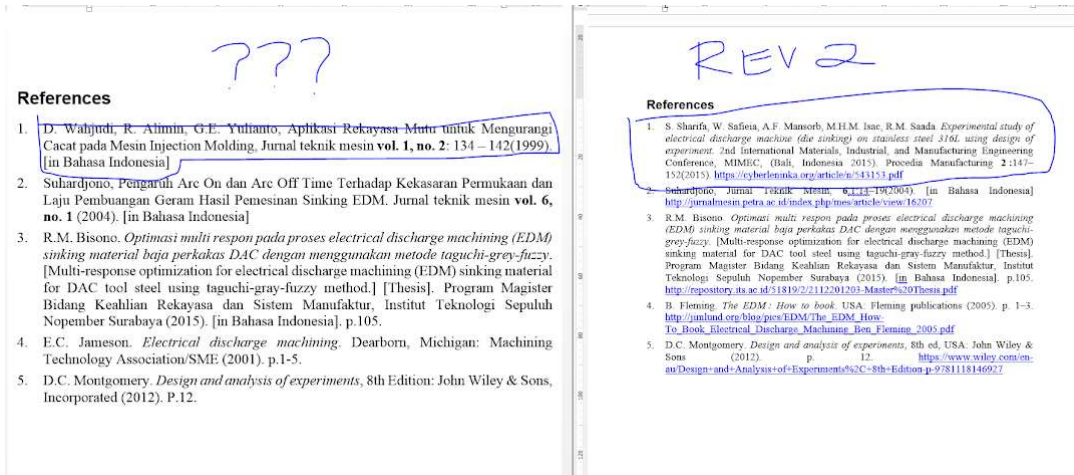 ???
References
1. D. Wahjudi, R. Alimin, G.E. Yulianto, Aplikasi Rekayasa Mutu untuk Mengurangi
Cacat pada Mesin Injection Molding, Jurnal teknik mesin vol. 1, no. 2: 134 – 142(1999).
[in Bahasa Indonesia]
2. Suhardjono, Pengaruh Arc On dan Arc Off Time Terhadap Kekasaran Permukaan dan
Laju Pembuangan Geram Hasil Pemesinan Sinking EDM. Jurnal teknik mesin vol. 6,
no. 1 (2004). [in Bahasa Indonesia]
3. R.M. Bisono. Optimasi multi respon pada proses electrical discharge machining (EDM)
sinking material baja perkakas DAC dengan menggunakan metode taguchi-grey-fuzzy.
[Multi-response optimization for electrical discharge machining (EDM) sinking material
for DAC tool steel using taguchi-gray-fuzzy method.] [Thesis]. Program Magister
Bidang Keahlian Rekayasa dan Sistem Manufaktur, Institut Teknologi Sepuluh
Nopember Surabaya (2015). [in Bahasa Indonesia]. p.105.
4. E.C. Jameson. Electrical discharge machining. Dearborn, Michigan: Machining
Technology Association/SME (2001). p.1-5.
5. D.C. Montgomery. Design and analysis of experiments, 8th Edition: John Wiley & Sons,
Incorporated (2012). P.12.
REV 2
References
1. S. Sharifa, W. Safieia, A.F. Mansorb, M.H.M. Isac, R.M. Saada. Experimental study of
electrical discharge machine (die sinking) on stainless steel 316L using design of
experiment. 2nd International Materials, Industrial, and Manufacturing Engineering
Conference, MIMEC, (Bali, Indonesia 2015). Procedia Manufacturing 2 :147–
152(2015). https://cyberleninka.org/article/n/543153.pdf
2. Suhardjono, Jurnal Teknik Mesin, 6,1:14–19(2004). [in Bahasa Indonesia]
http://jurnalmesin.petra.ac.id/index.php/mes/article/view/16207
3. R.M. Bisono. Optimasi multi respon pada proses electrical discharge machining
(EDM) sinking material baja perkakas DAC dengan menggunakan metode taguchi-
grey-fuzzy. [Multi-response optimization for electrical discharge machining (EDM)
sinking material for DAC tool steel using taguchi-gray-fuzzy method.] [Thesis].
Program Magister Bidang Keahlian Rekayasa dan Sistem Manufaktur, Institut
Teknologi Sepuluh Nopember Surabaya (2015). [in Bahasa Indonesia]. p.105.
http://repository.its.ac.id/51819/2/2112201203-Master%20Thesis.pdf
4. B. Fleming. The EDM: How to book. USA: Fleming publications (2005). p. 1–3.
http://jimlund.org/blog/pics/EDM/The_EDM_How-
To_Book_Electrical_Discharge_Machining_Ben_Fleming_2005.pdf
5. D.C. Montgomery. Design and analysis of experiments, 8th ed, USA: John Wiley &
Sons (2012). p. 12. https://www.wiley.com/en-
au/Design+and+Analysis+of+Experiments%2C+8th+Edition-p-9781118146927